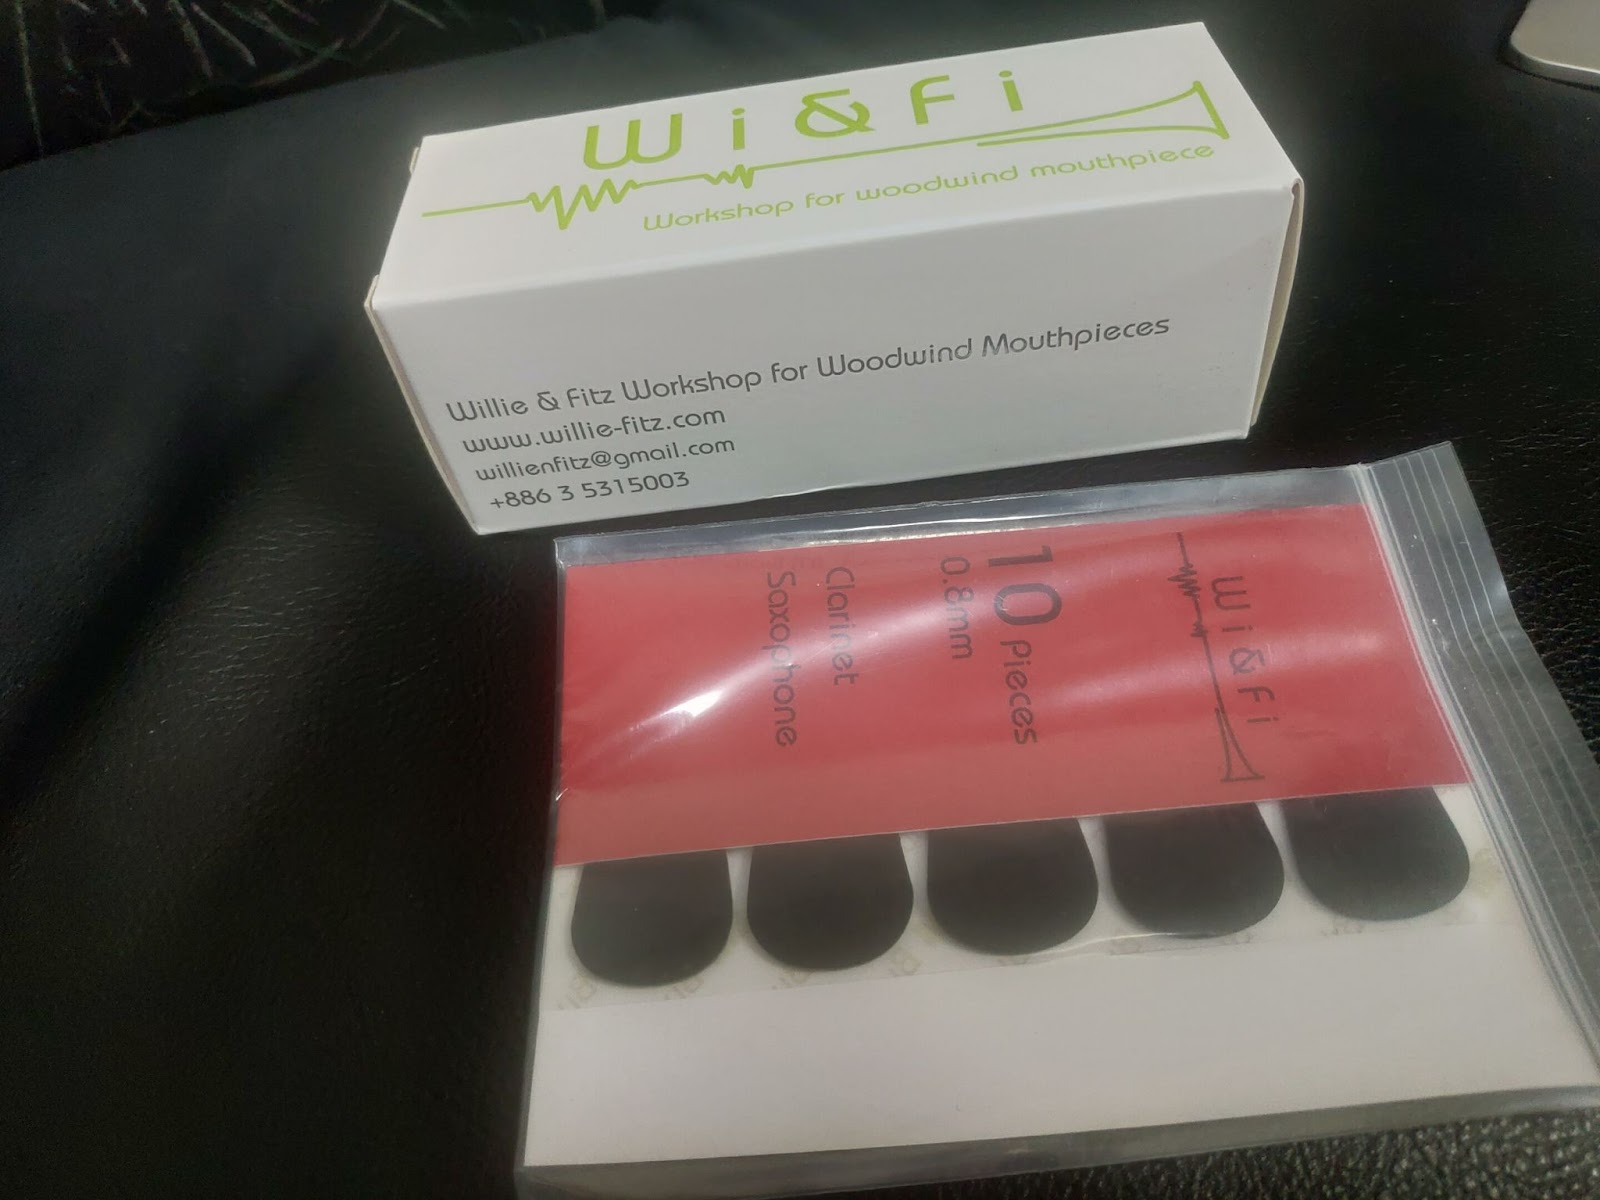 Wi&Fi
Workshop for woodwind mouthpiece
Willie & Fitz Workshop for Woodwind Mouthpieces
www.willie-fitz.com
willienfitz@gmail.com
+886 3 5315003
Wi&Fi
10 Pieces
0.8mm
Clarinet
Saxophone